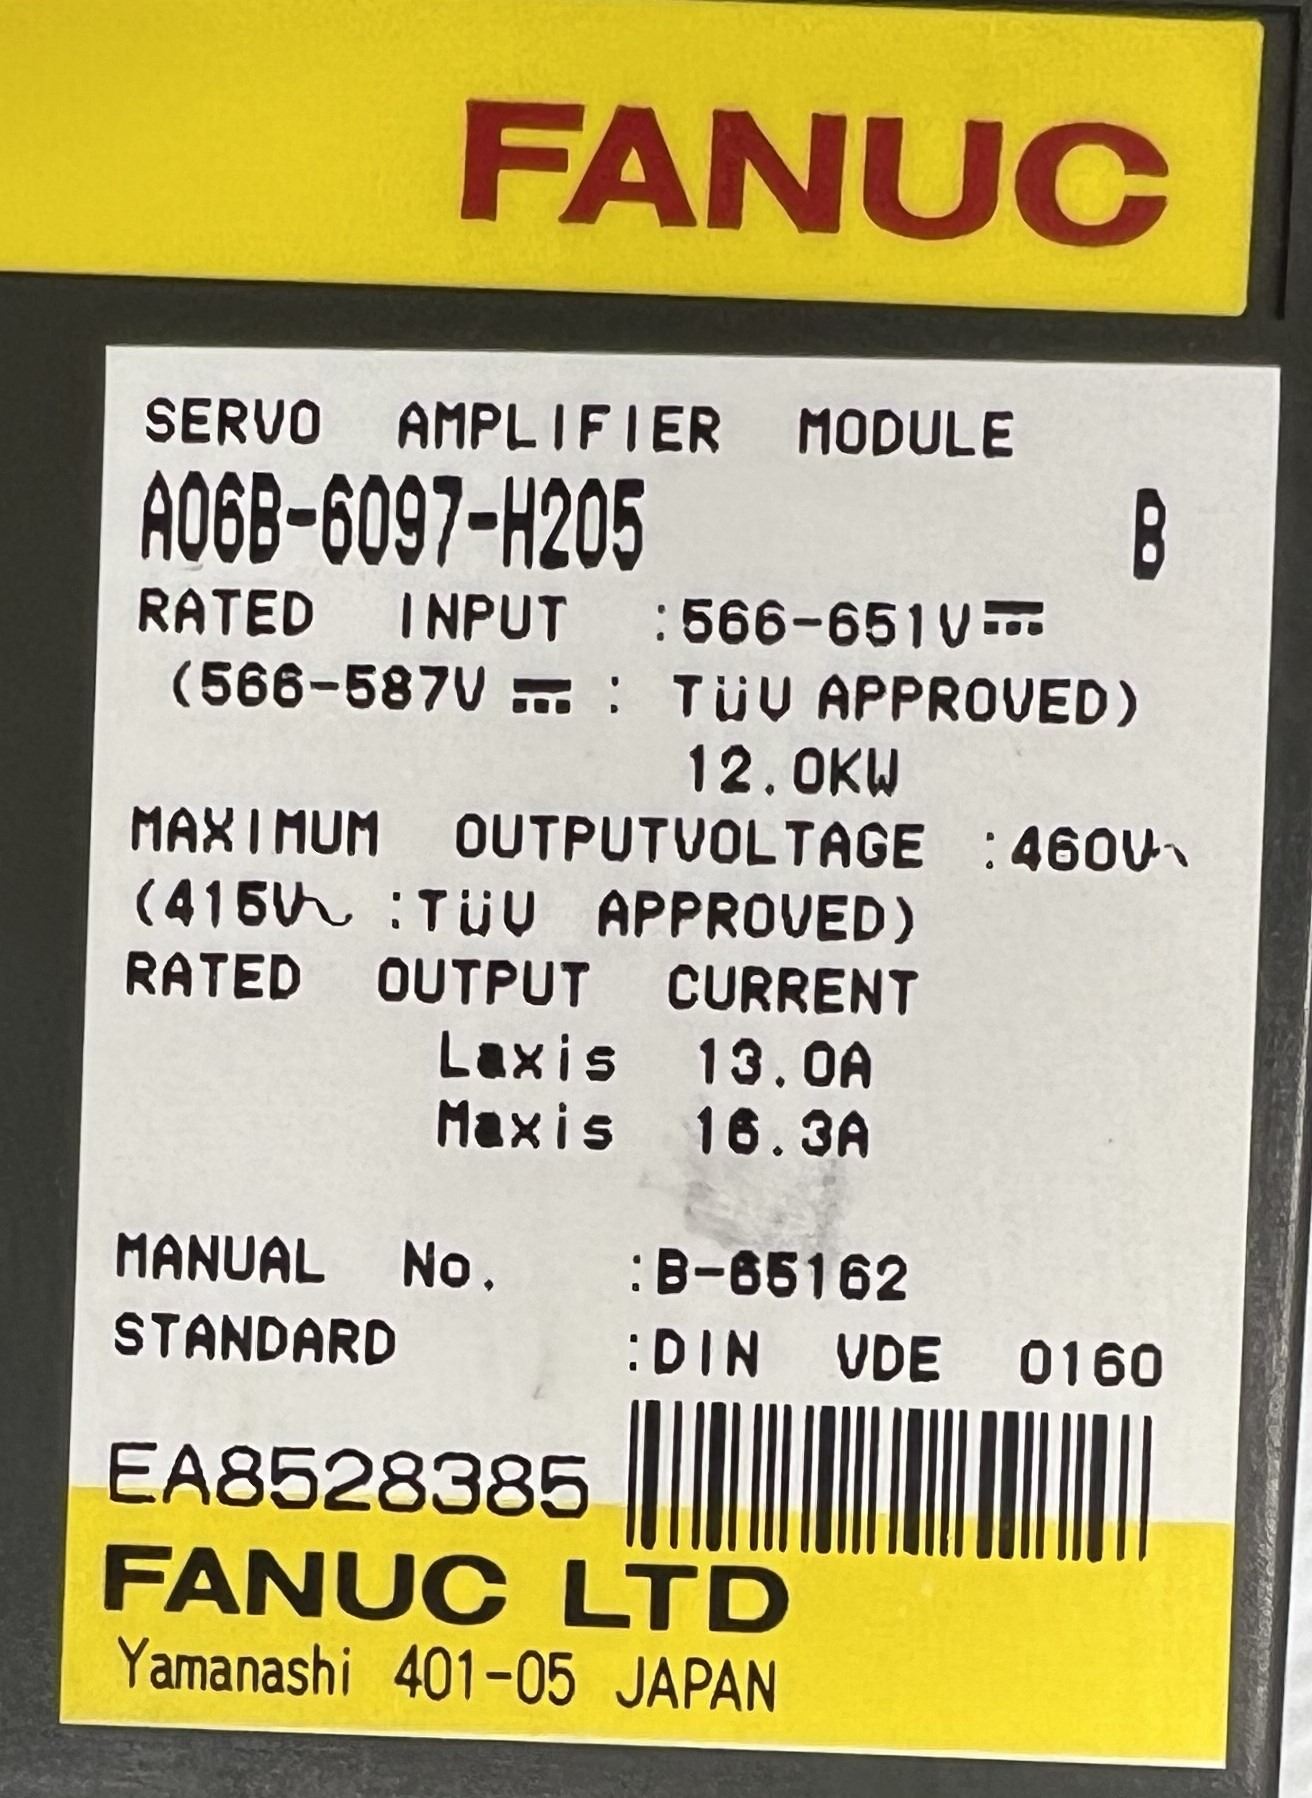 FANUC
SERVO AMPLIFIER MODULE
A06B-6097-H205 B
RATED INPUT :566-651V⎓
(566-587V ⎓ : TüV APPROVED)
12.0KW
MAXIMUM OUTPUTVOLTAGE :460V~
(415V~ :TüV APPROVED)
RATED OUTPUT CURRENT
Laxis 13.0A
Maxis 16.3A
MANUAL No. :B-65162
STANDARD :DIN VDE 0160
EA8528385
FANUC LTD
Yamanashi 401-05 JAPAN